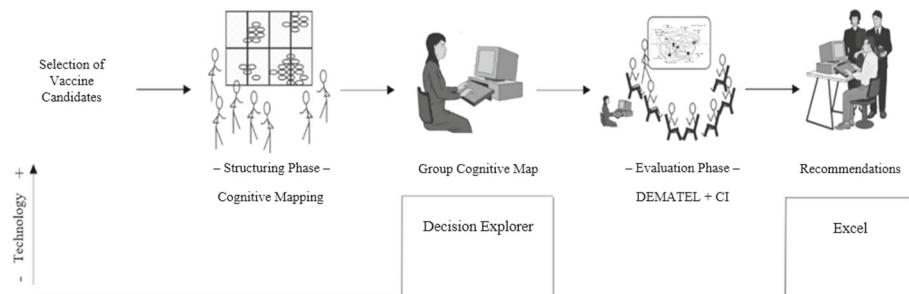 Selection of
Vaccine
Candidates
– Structuring Phase –
Cognitive Mapping
Group Cognitive Map
– Evaluation Phase –
DEMATEL + CI
Recommendations
- Technology +
Decision Explorer
Excel